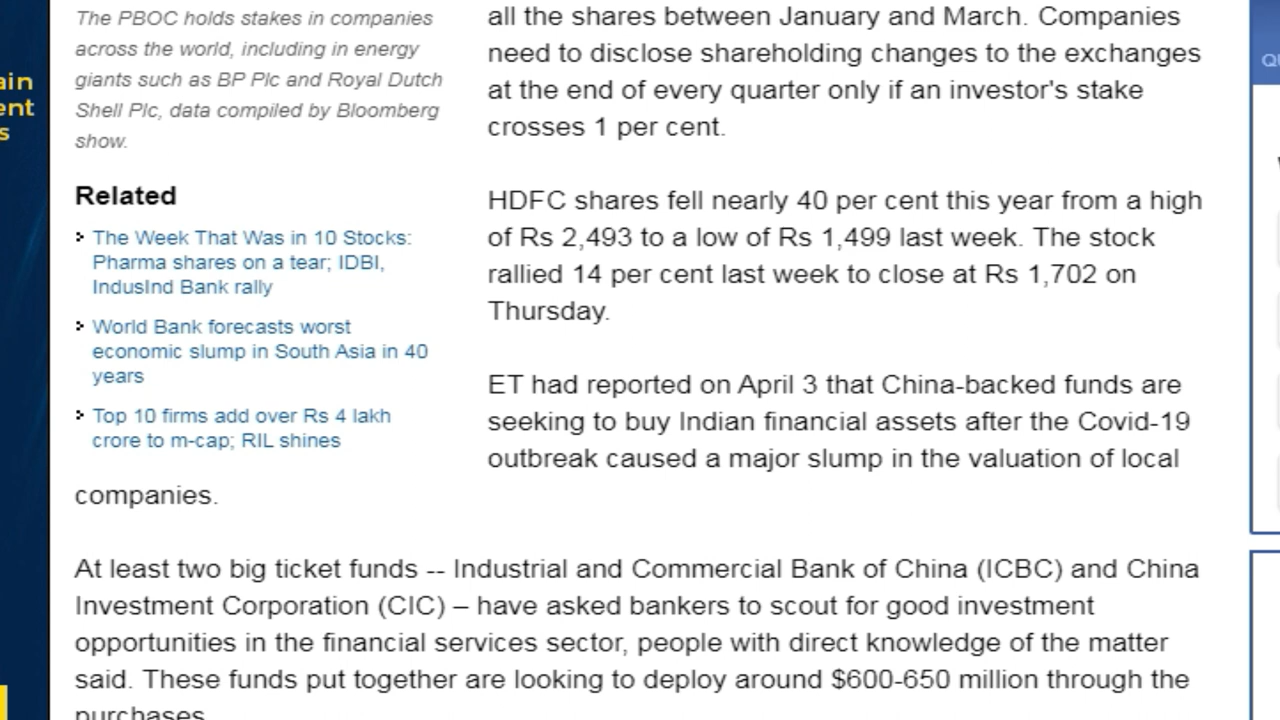 ain
ent
s
The PBOC holds stakes in companies
across the world, including in energy
giants such as BP Plc and Royal Dutch
Shell Plc, data compiled by Bloomberg
show.
Related
The Week That Was in 10 Stocks:
Pharma shares on a tear; IDBI,
IndusInd Bank rally
World Bank forecasts worst
economic slump in South Asia in 40
years
Top 10 firms add over Rs 4 lakh
crore to m-cap; RIL shines
all the shares between January and March. Companies
need to disclose shareholding changes to the exchanges
at the end of every quarter only if an investor's stake
crosses 1 per cent.
HDFC shares fell nearly 40 per cent this year from a high
of Rs 2,493 to a low of Rs 1,499 last week. The stock
rallied 14 per cent last week to close at Rs 1,702 on
Thursday.
ET had reported on April 3 that China-backed funds are
seeking to buy Indian financial assets after the Covid-19
outbreak caused a major slump in the valuation of local
companies.
At least two big ticket funds -- Industrial and Commercial Bank of China (ICBC) and China
Investment Corporation (CIC) – have asked bankers to scout for good investment
opportunities in the financial services sector, people with direct knowledge of the matter
said. These funds put together are looking to deploy around $600-650 million through the
purchases.